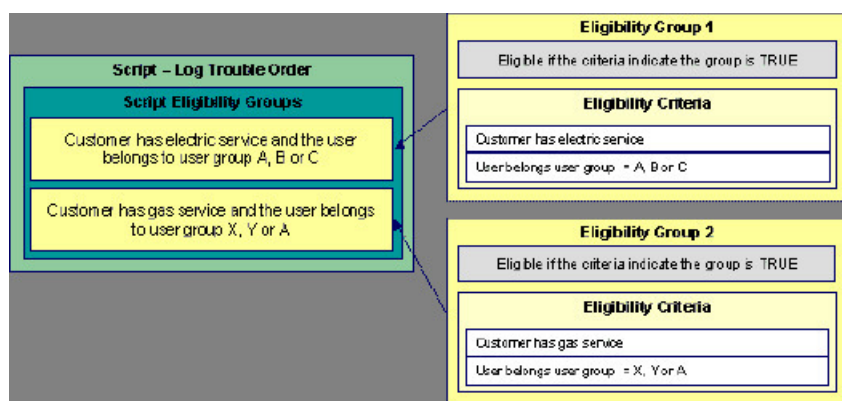 Script – Log Trouble Order
Script Eligibility Groups
Customer has electric service and the user
belongs to user group A, B or C
Customer has gas service and the user belongs
to user group X, Y or A
Eligibility Group 1
Eligible if the criteria indicate the group is TRUE
Eligibility Criteria
Customer has electric service
User belongs user group = A, B or C
Eligibility Group 2
Eligible if the criteria indicate the group is TRUE
Eligibility Criteria
Customer has gas service
User belongs user group = X, Y or A